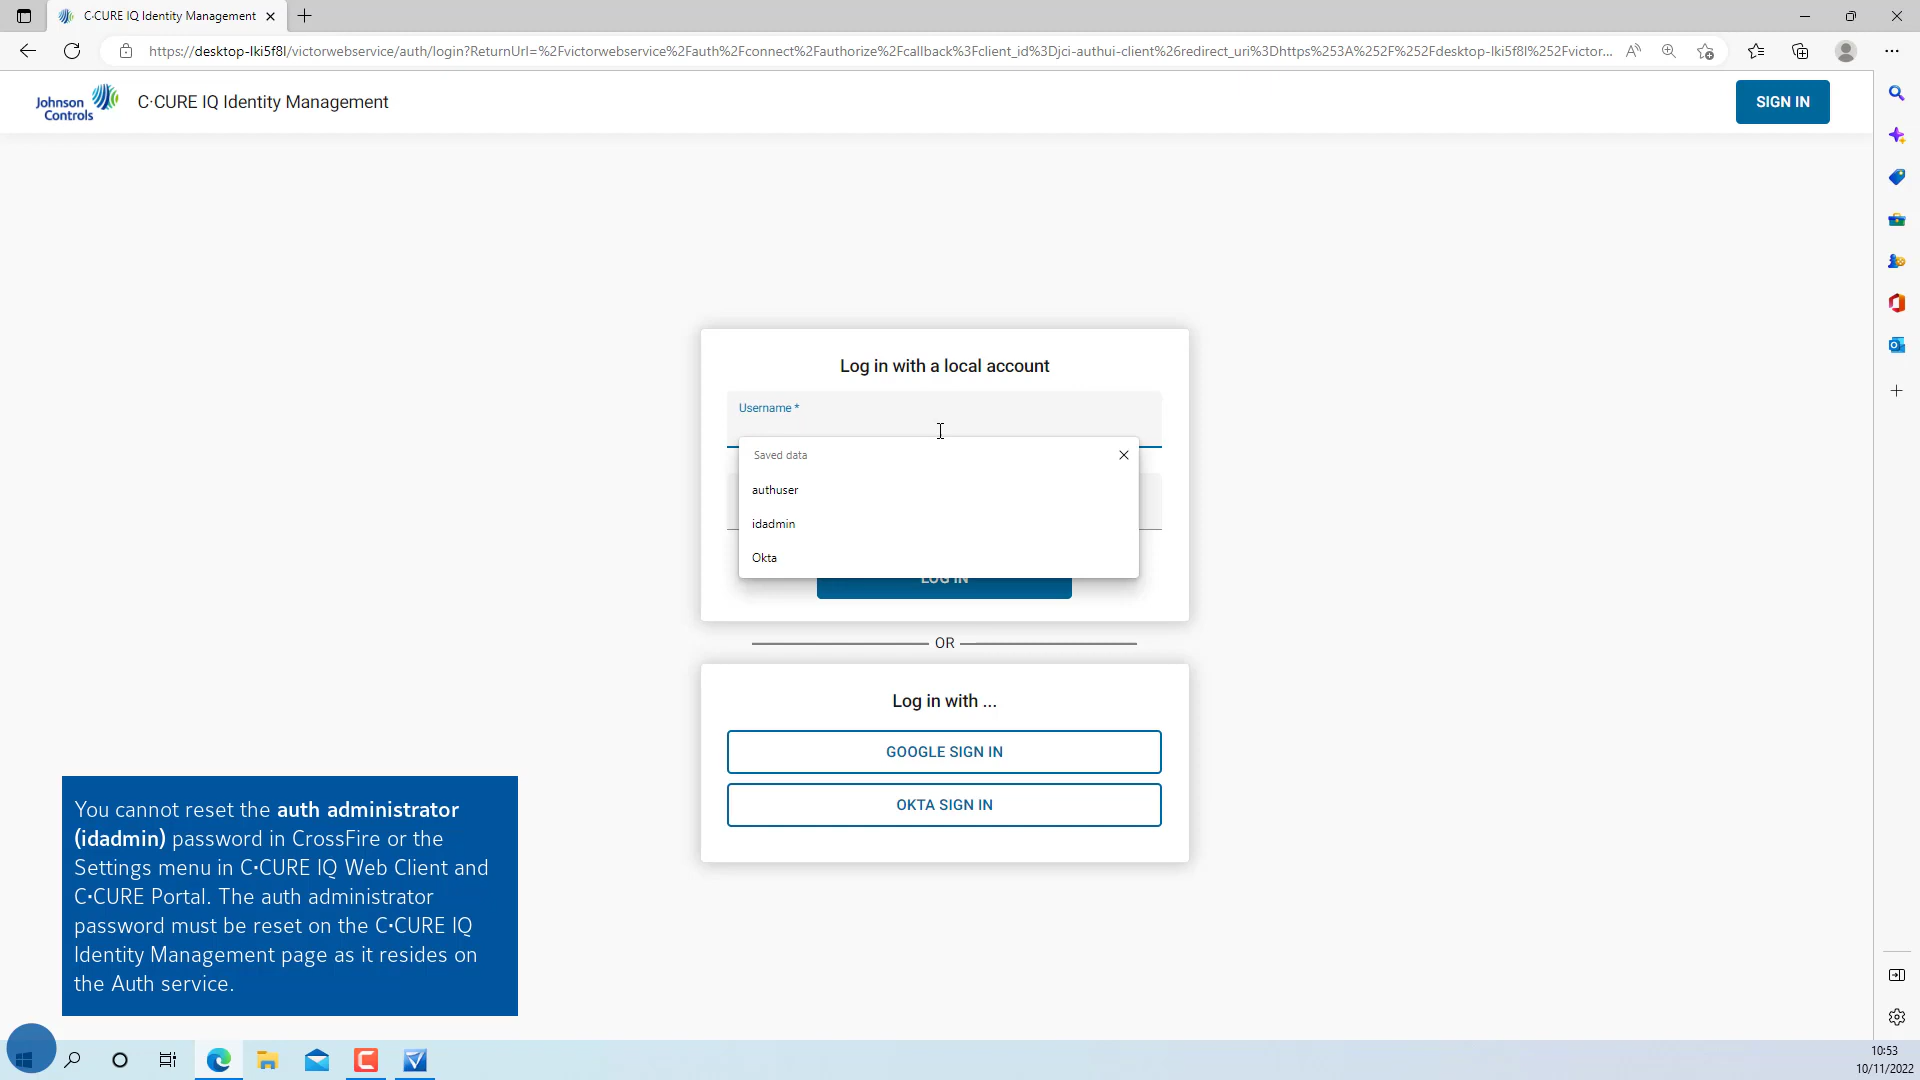 C·CURE IQ Identity Management
https://desktop-lki5f8l/victorwebservice/auth/login?ReturnUrl=%2Fvictorwebservice%2Fauth%2Fconnect%2Fauthorize%2Fcallback%3Fclient_id%3Djci-authui-client%26redirect_uri%3Dhttps%253A%252F%252Fdesktop-lki5f8l%252Fvictor...
Johnson
Controls
C·CURE IQ Identity Management
SIGN IN
Log in with a local account
Username *
Saved data
authuser
idadmin
Okta
LOG IN
OR
Log in with ...
GOOGLE SIGN IN
OKTA SIGN IN
You cannot reset the auth administrator
(idadmin) password in CrossFire or the
Settings menu in C•CURE IQ Web Client and
C•CURE Portal. The auth administrator
password must be reset on the C•CURE IQ
Identity Management page as it resides on
the Auth service.
10:53
10/11/2022